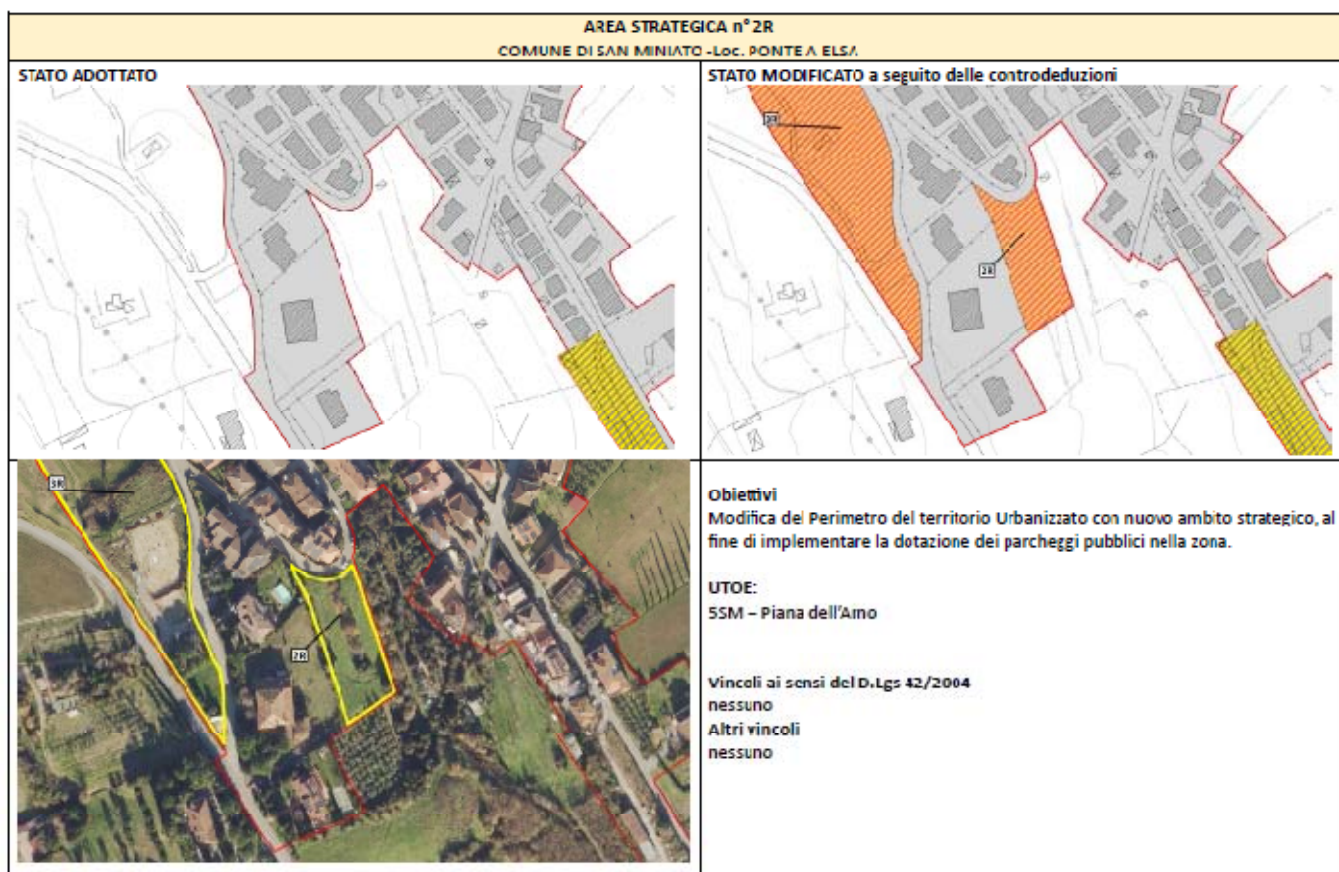 AREA STRATEGICA n° 2R
COMUNE DI SAN MINIATO -Loc. PONTE A ELSA
STATO ADOTTATO
STATO MODIFICATO a seguito delle controdeduzioni
3R
2R
3R
2R
Obiettivi
Modifica del Perimetro del territorio Urbanizzato con nuovo ambito strategico, al
fine di implementare la dotazione dei parcheggi pubblici nella zona.
UTOE:
5SM – Piana dell'Arno
Vincoli ai sensi del D.Lgs 42/2004
nessuno
Altri vincoli
nessuno